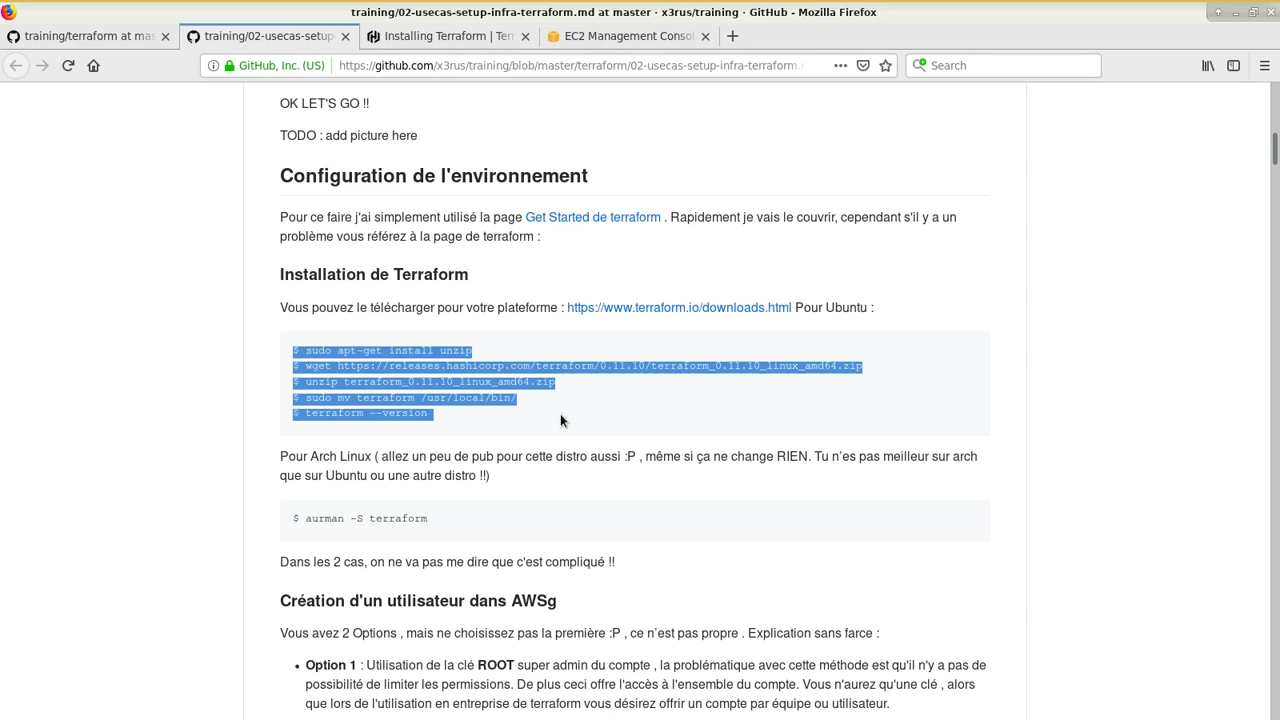 training/02-usecas-setup-infra-terraform.md at master · x3rus/training · GitHub - Mozilla Firefox
training/terraform at mas
training/02-usecas-setup-
Installing Terraform | Ter
EC2 Management Consol
GitHub, Inc. (US)
https://github.com/x3rus/training/blob/master/terraform/02-usecas-setup-infra-terraform.
Search
OK LET'S GO !!
TODO : add picture here
Configuration de l'environnement
Pour ce faire j'ai simplement utilisé la page Get Started de terraform . Rapidement je vais le couvrir, cependant s'il y a un
problème vous référez à la page de terraform :
Installation de Terraform
Vous pouvez le télécharger pour votre plateforme : https://www.terraform.io/downloads.html Pour Ubuntu :
$ sudo apt-get install unzip
$ wget https://releases.hashicorp.com/terraform/0.11.10/terraform_0.11.10_linux_amd64.zip
$ unzip terraform_0.11.10_linux_amd64.zip
$ sudo mv terraform /usr/local/bin/
$ terraform --version
Pour Arch Linux ( allez un peu de pub pour cette distro aussi :P , même si ça ne change RIEN. Tu n'es pas meilleur sur arch
que sur Ubuntu ou une autre distro !!)
$ aurman -S terraform
Dans les 2 cas, on ne va pas me dire que c'est compliqué !!
Création d'un utilisateur dans AWSg
Vous avez 2 Options , mais ne choisissez pas la première :P , ce n'est pas propre . Explication sans farce :
• Option 1 : Utilisation de la clé ROOT super admin du compte , la problématique avec cette méthode est qu'il n'y a pas de
possibilité de limiter les permissions. De plus ceci offre l'accès à l'ensemble du compte. Vous n'aurez qu'une clé , alors
que lors de l'utilisation en entreprise de terraform vous désirez offrir un compte par équipe ou utilisateur.